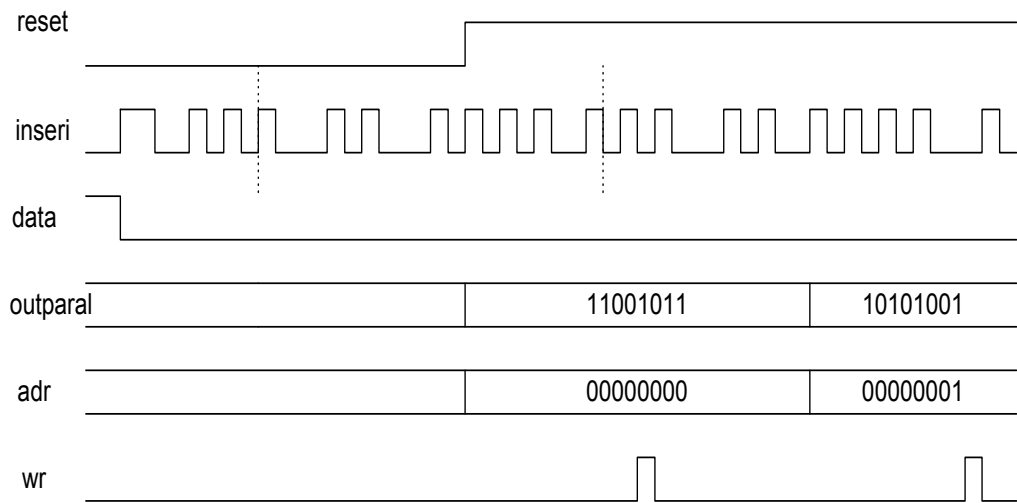 reset
inseri
data
outparal 11001011 10101001
adr 00000000 00000001
wr